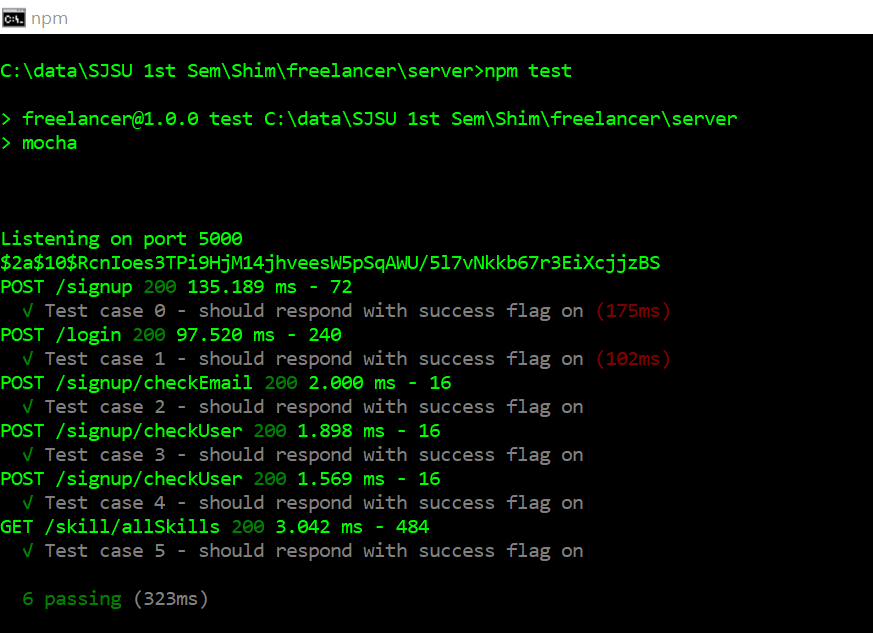 npm
C:\data\SJSU 1st Sem\Shim\freelancer\server>npm test
> freelancer@1.0.0 test C:\data\SJSU 1st Sem\Shim\freelancer\server
> mocha
Listening on port 5000
$2a$10$RcnIoes3TPi9HjM14jhveesW5pSqAWU/5l7vNkkb67r3EiXcjjzBS
POST /signup 200 135.189 ms - 72
√ Test case 0 - should respond with success flag on (175ms)
POST /login 200 97.520 ms - 240
√ Test case 1 - should respond with success flag on (102ms)
POST /signup/checkEmail 200 2.000 ms - 16
√ Test case 2 - should respond with success flag on
POST /signup/checkUser 200 1.898 ms - 16
√ Test case 3 - should respond with success flag on
POST /signup/checkUser 200 1.569 ms - 16
√ Test case 4 - should respond with success flag on
GET /skill/allSkills 200 3.042 ms - 484
√ Test case 5 - should respond with success flag on
6 passing (323ms)